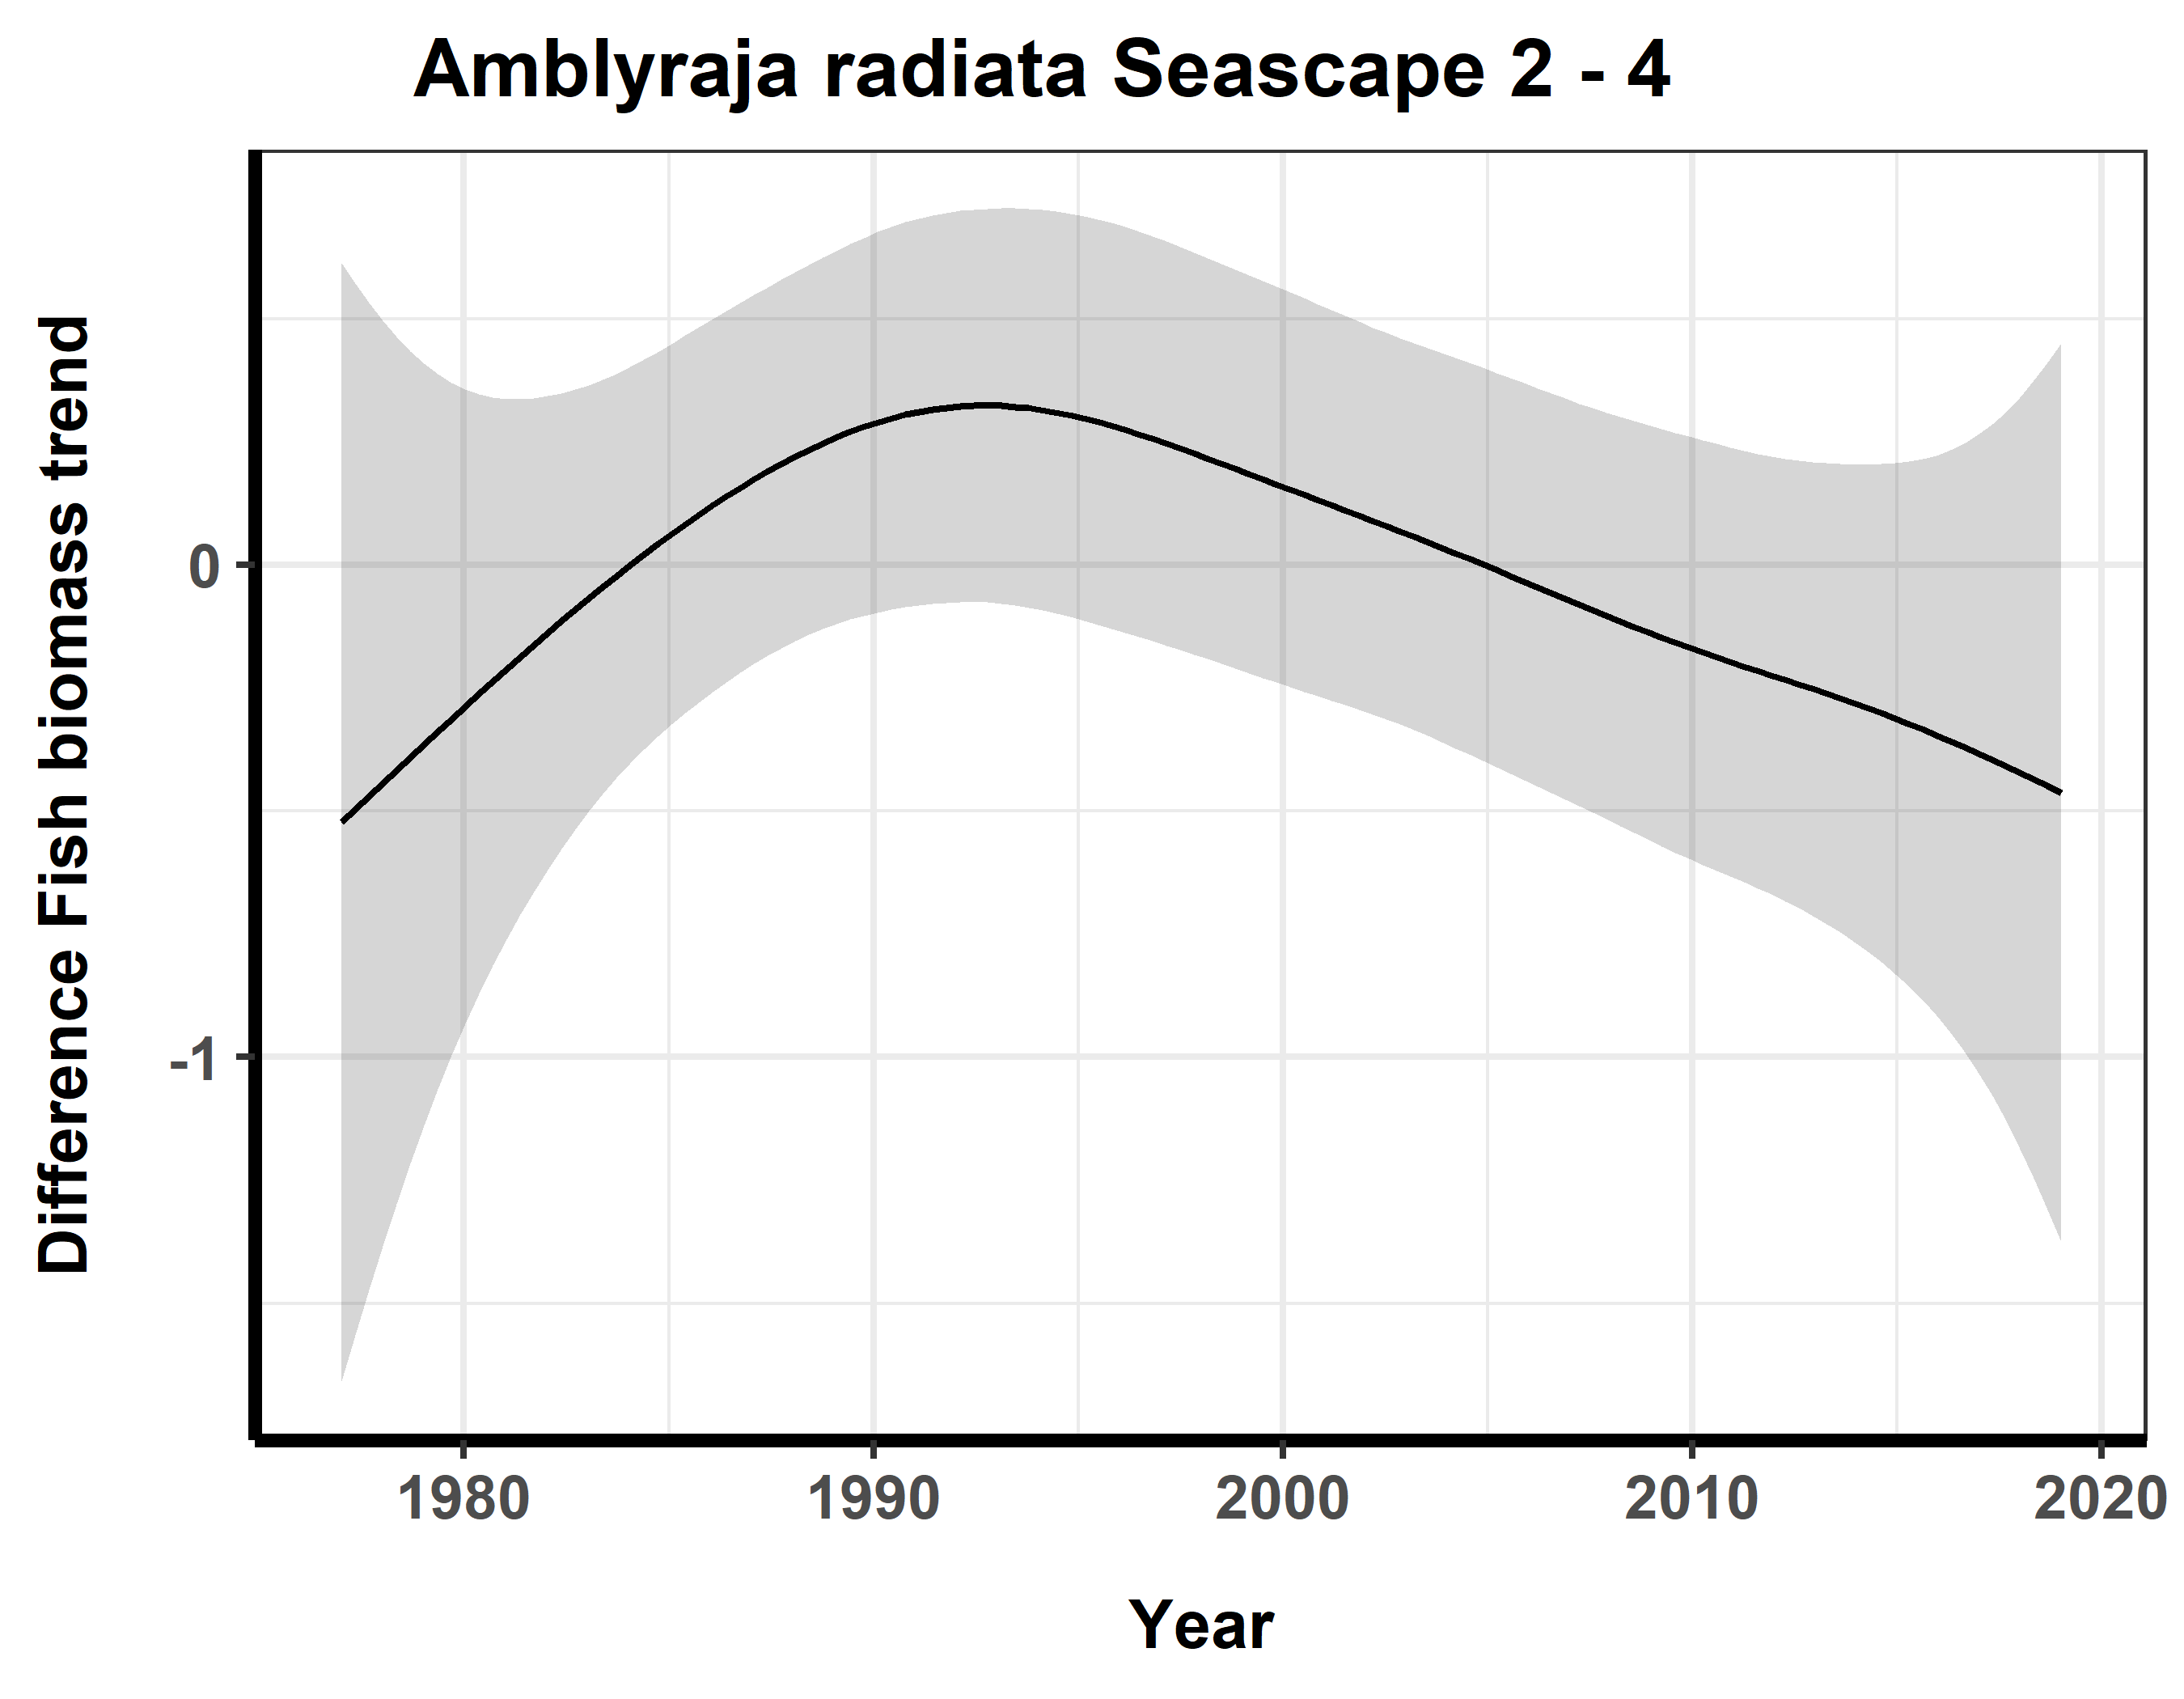 Amblyraja radiata Seascape 2 - 4
Difference Fish biomass trend
0
-1
1980
1990
2000
2010
2020
Year